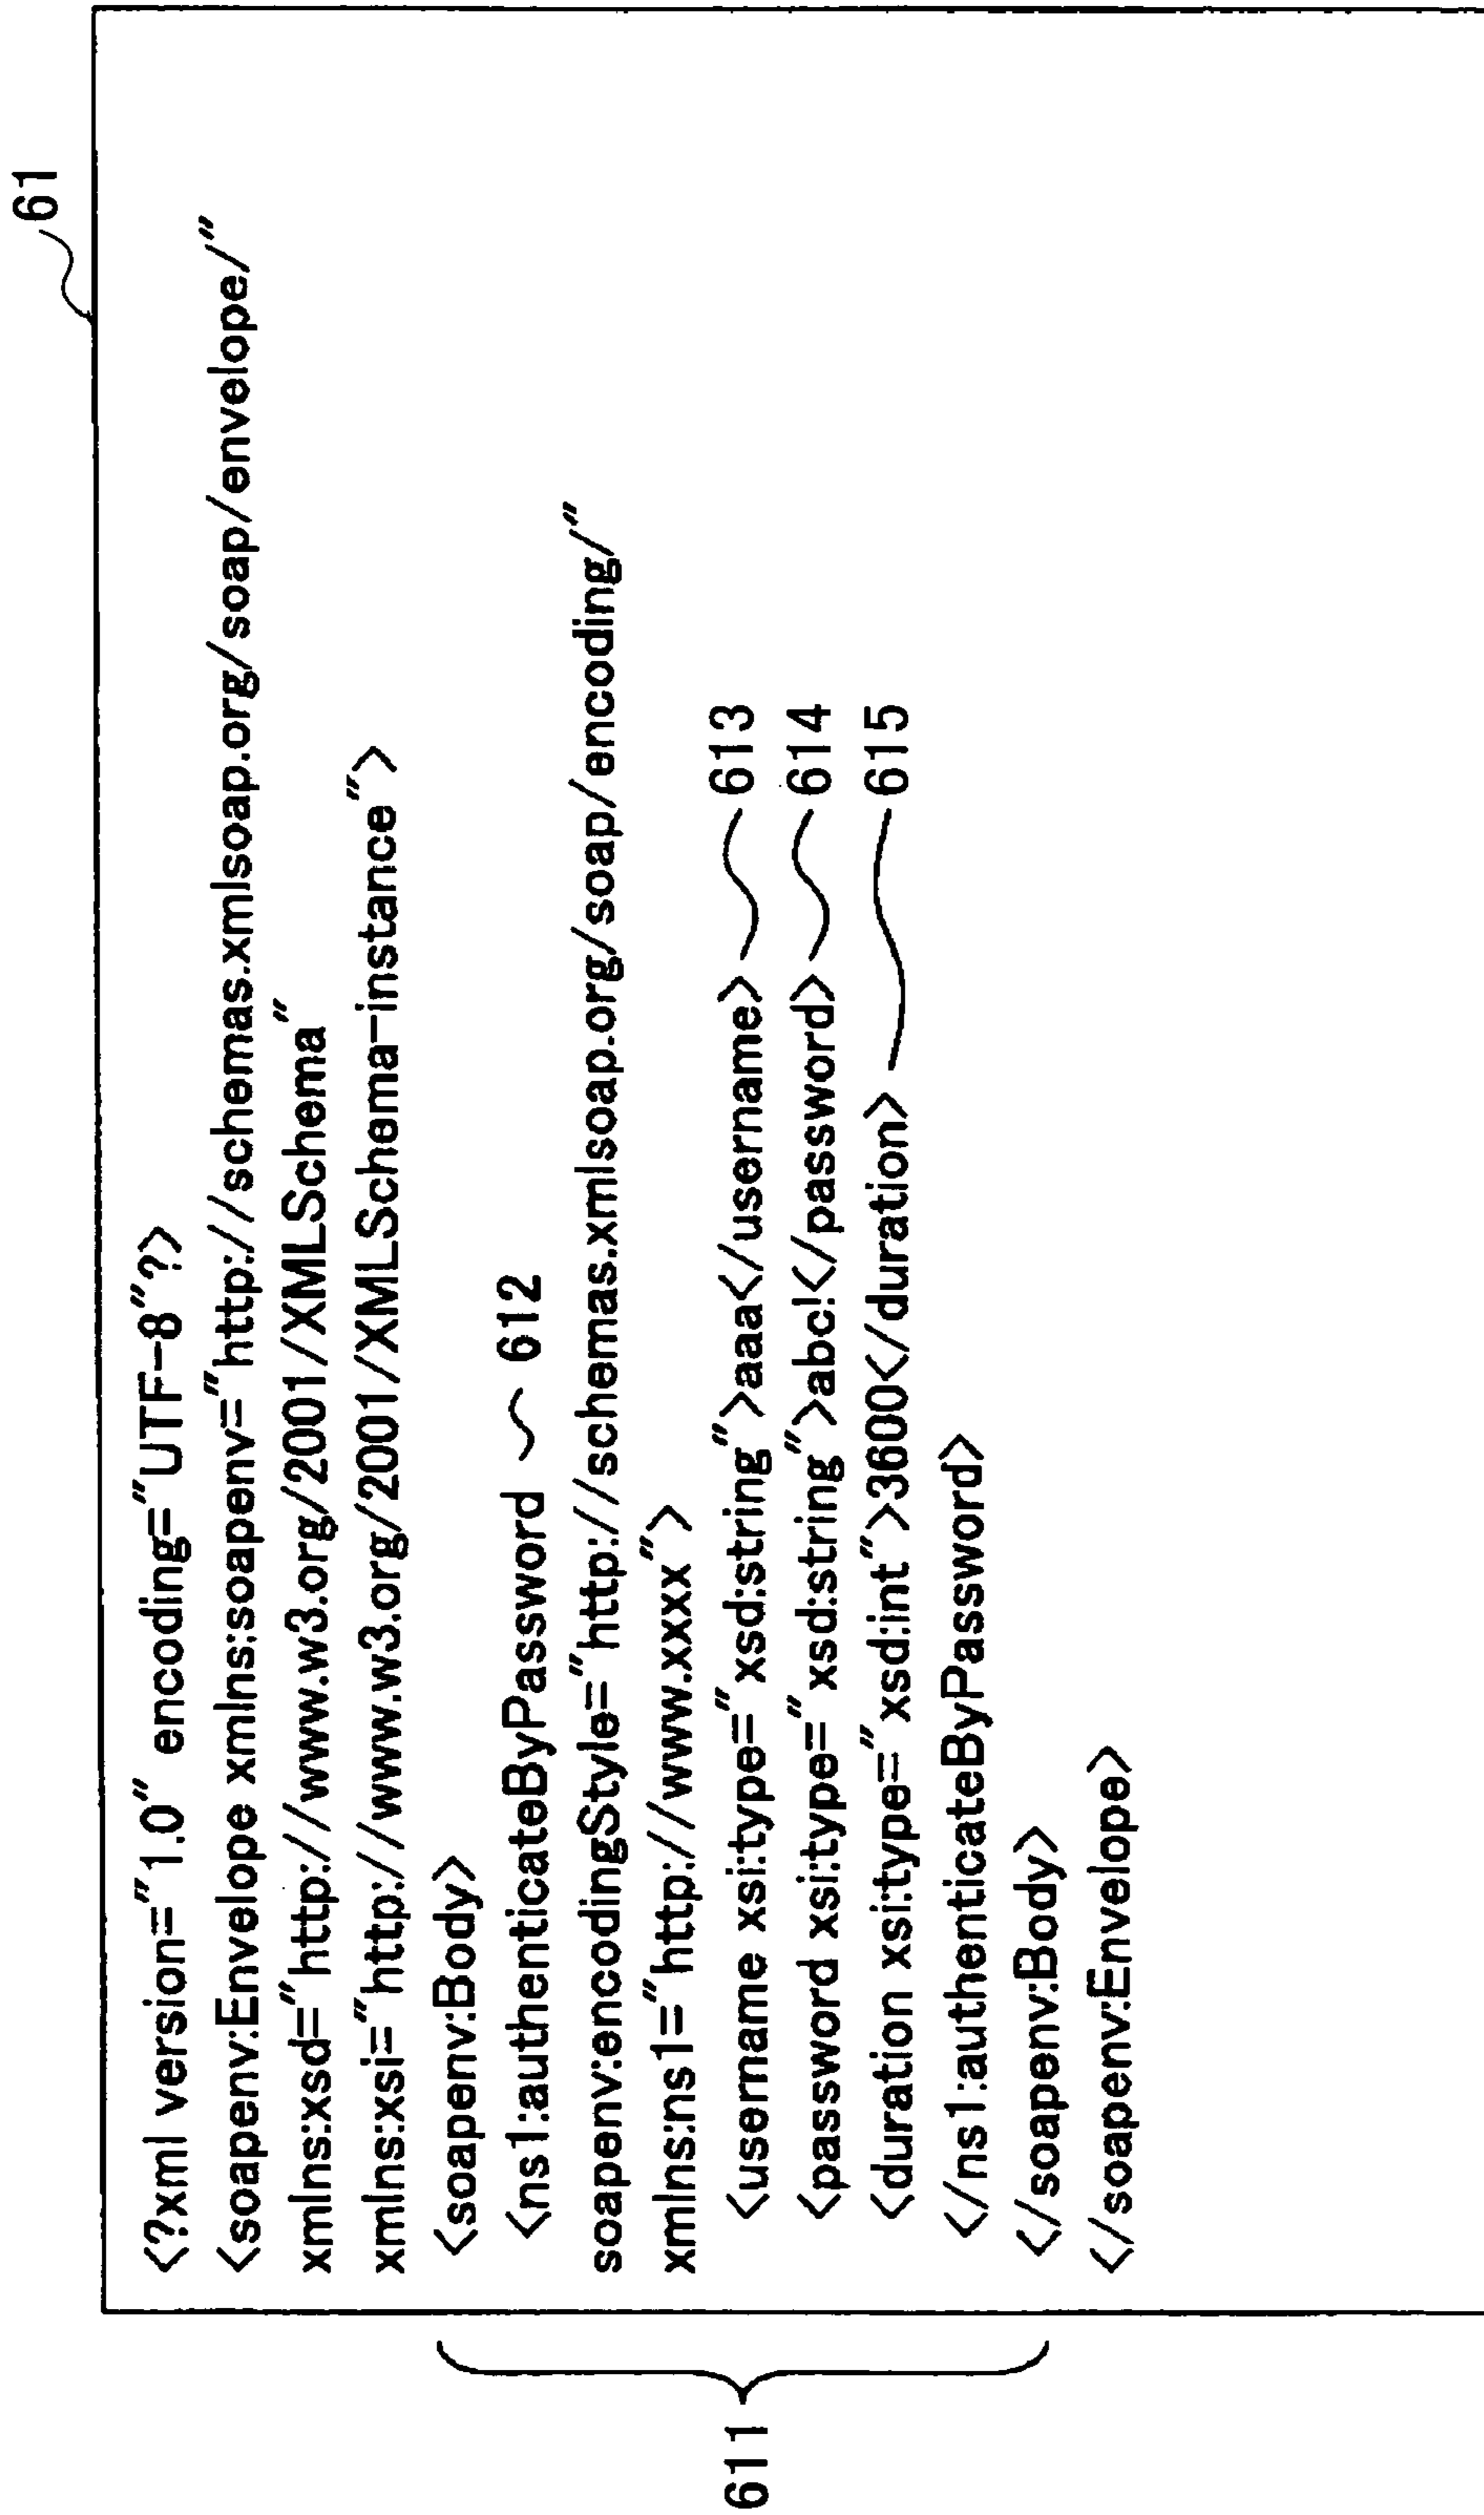 61
<?xml version="1.0" encoding="UTF-8"?>
<soapenv:Envelope xmlns:soapenv="http://schemas.xmlsoap.org/soap/envelope/"
xmlns:xsd="http://www.w3.org/2001/XMLSchema"
xmlns:xsi="http://www.w3.org/2001/XMLSchema-instance">
<soapenv:Body>
<ns1:authenticateByPassword 612
soapenv:encodingStyle="http://schemas.xmlsoap.org/soap/encoding/"
xmlns:ns1="http://www.xxxx">
<username xsi:type="xsd:string">aaa</username> 613
<password xsi:type="xsd:string">abc!</password> 614
<duration xsi:type="xsd:int">3600</duration> 615
</ns1:authenticateByPassword>
</soapenv:Body>
</soapenv:Envelope>
611